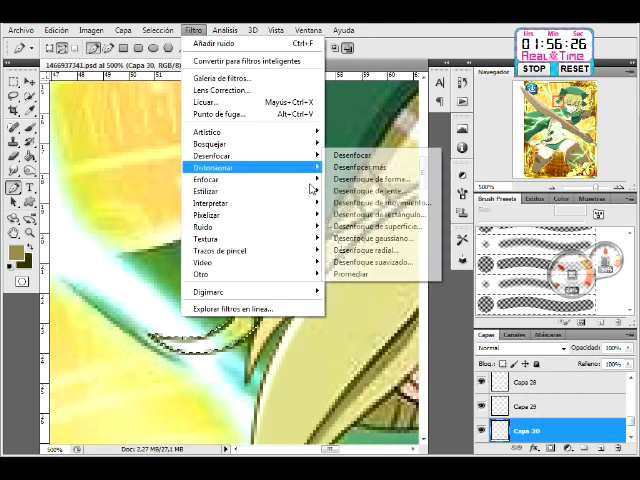 Hrs Min Seg
01:56:26
Real Time
STOP RESET
Archivo Edición Imagen Capa Selección Filtro Análisis 3D Vista Ventana Ayuda
1466937341.psd al 500% (Capa 30, RGB/8)
Añadir ruido Ctrl+F
Convertir para filtros inteligentes
Galería de filtros...
Lens Correction...
Licuar... Mayús+Ctrl+X
Punto de fuga... Alt+Ctrl+V
Artístico
Bosquejar
Desenfocar
Distorsionar
Enfocar
Estilizar
Interpretar
Pixelizar
Ruido
Textura
Trazos de pincel
Vídeo
Otro
Digimarc
Explorar filtros en línea...
Desenfocar
Desenfocar más
Desenfoque de forma...
Desenfoque de lente...
Desenfoque de movimiento...
Desenfoque de rectángulo...
Desenfoque de superficie...
Desenfoque gaussiano...
Desenfoque radial...
Desenfoque suavizado...
Promediar
Navegador
500%
Brush Presets Estilos Color Muestras
Size:
Capas Canales Máscaras
Normal Opacidad: 100%
Bloq.: Relleno: 100%
Capa 28
Capa 29
Capa 30
500% Doc: 2,27 MB/27,1 MB